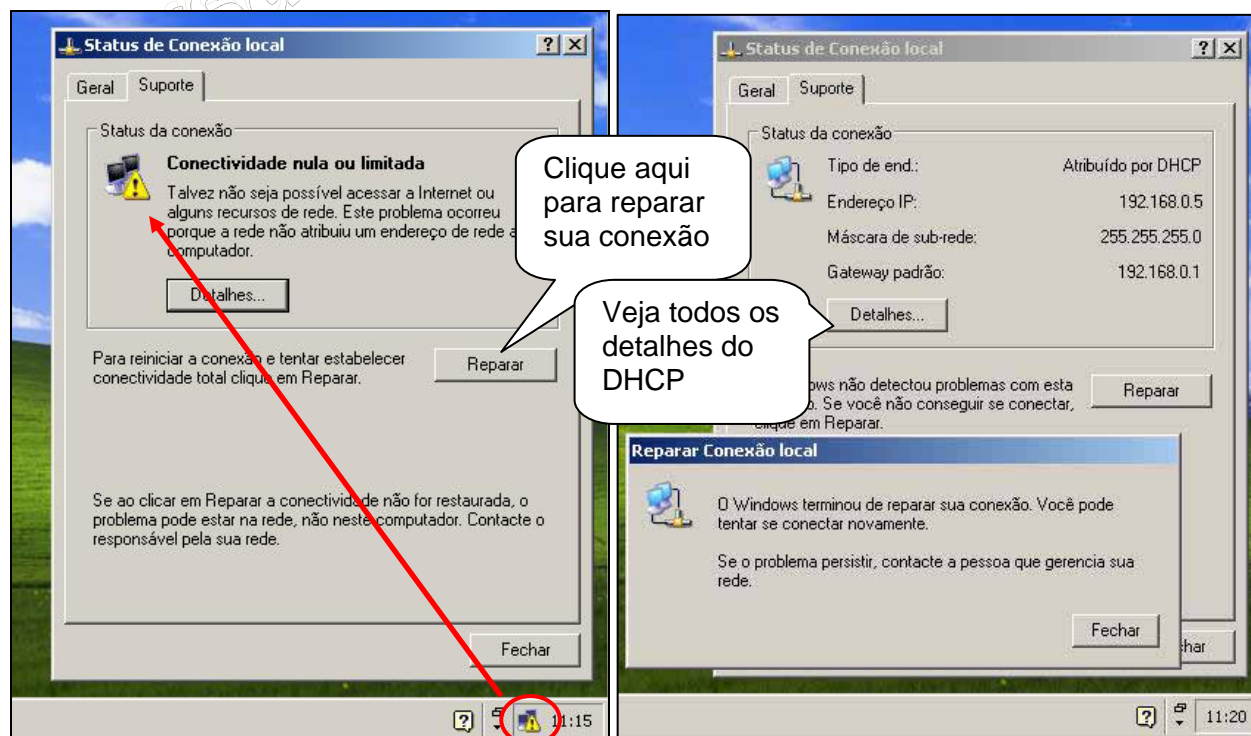 Status de Conexão local
Geral
Suporte
Status da conexão
Conectividade nula ou limitada
Talvez não seja possível acessar a Internet ou
alguns recursos de rede. Este problema ocorreu
porque a rede não atribuiu um endereço de rede a
computador.
Detalhes...
Para reiniciar a conexão e tentar estabelecer
conectividade total clique em Reparar.
Reparar
Se ao clicar em Reparar a conectividade não for restaurada, o
problema pode estar na rede, não neste computador. Contacte o
responsável pela sua rede.
Fechar
11:15
Clique aqui
para reparar
sua conexão
Veja todos os
detalhes do
DHCP
Status de Conexão local
Geral
Suporte
Status da conexão
Tipo de end.: Atribuído por DHCP
Endereço IP: 192.168.0.5
Máscara de sub-rede: 255.255.255.0
Gateway padrão: 192.168.0.1
Detalhes...
ows não detectou problemas com esta
o. Se você não conseguir se conectar,
clique em Reparar.
Reparar
Reparar Conexão local
O Windows terminou de reparar sua conexão. Você pode
tentar se conectar novamente.
Se o problema persistir, contacte a pessoa que gerencia sua
rede.
Fechar
har
11:20